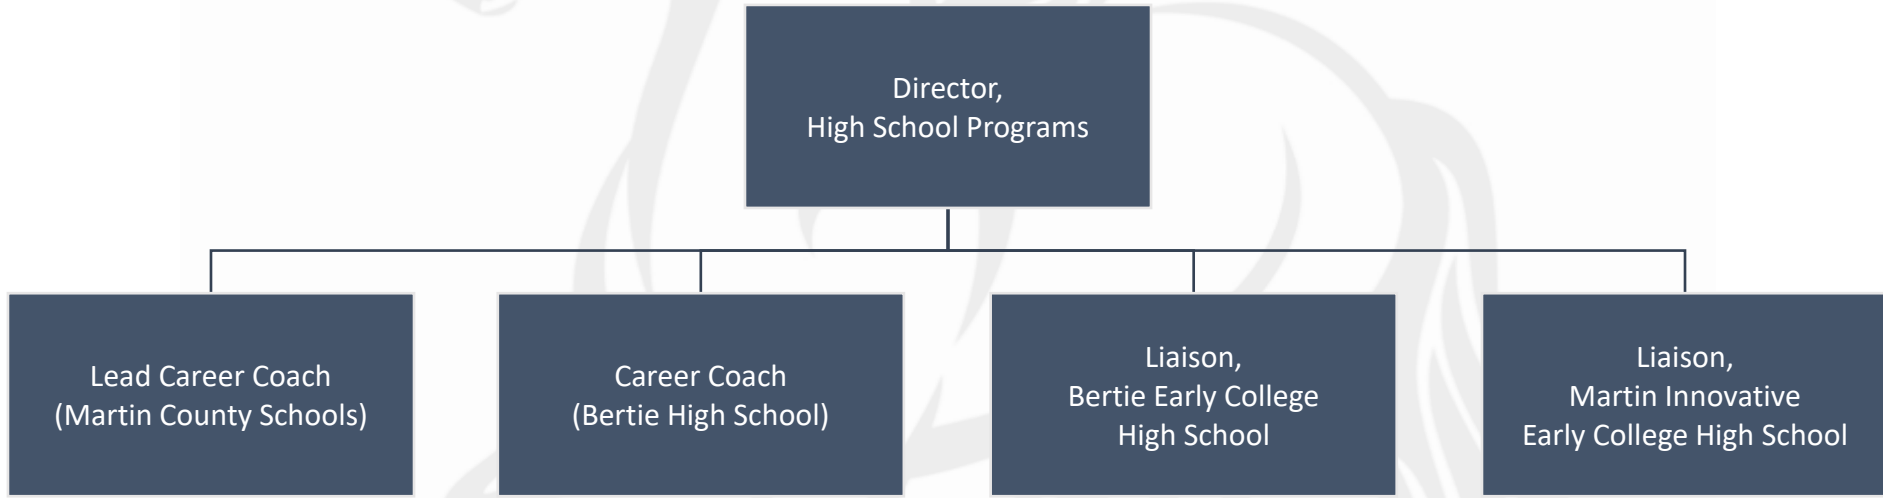 Director,
High School Programs
Lead Career Coach
(Martin County Schools)
Career Coach
(Bertie High School)
Liaison,
Bertie Early College
High School
Liaison,
Martin Innovative
Early College High School